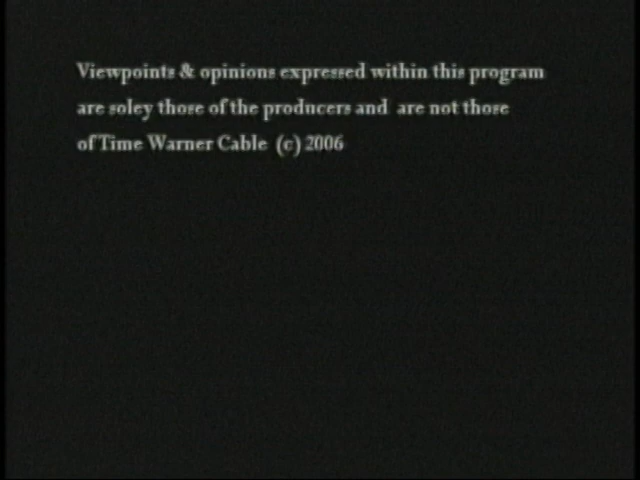 Viewpoints & opinions expressed within this program
are soley those of the producers and are not those
of Time Warner Cable (c) 2006